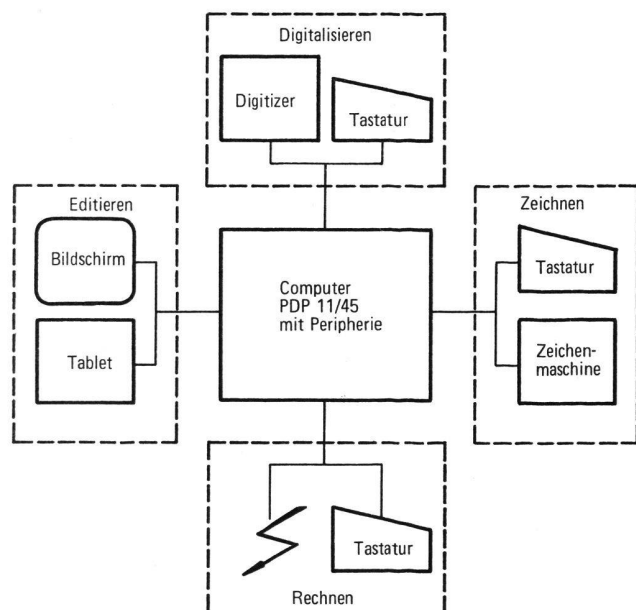 Digitalisieren
Digitizer
Tastatur
Editieren
Bildschirm
Tablet
Computer
PDP 11/45
mit Peripherie
Zeichnen
Tastatur
Zeichen-
maschine
Tastatur
Rechnen